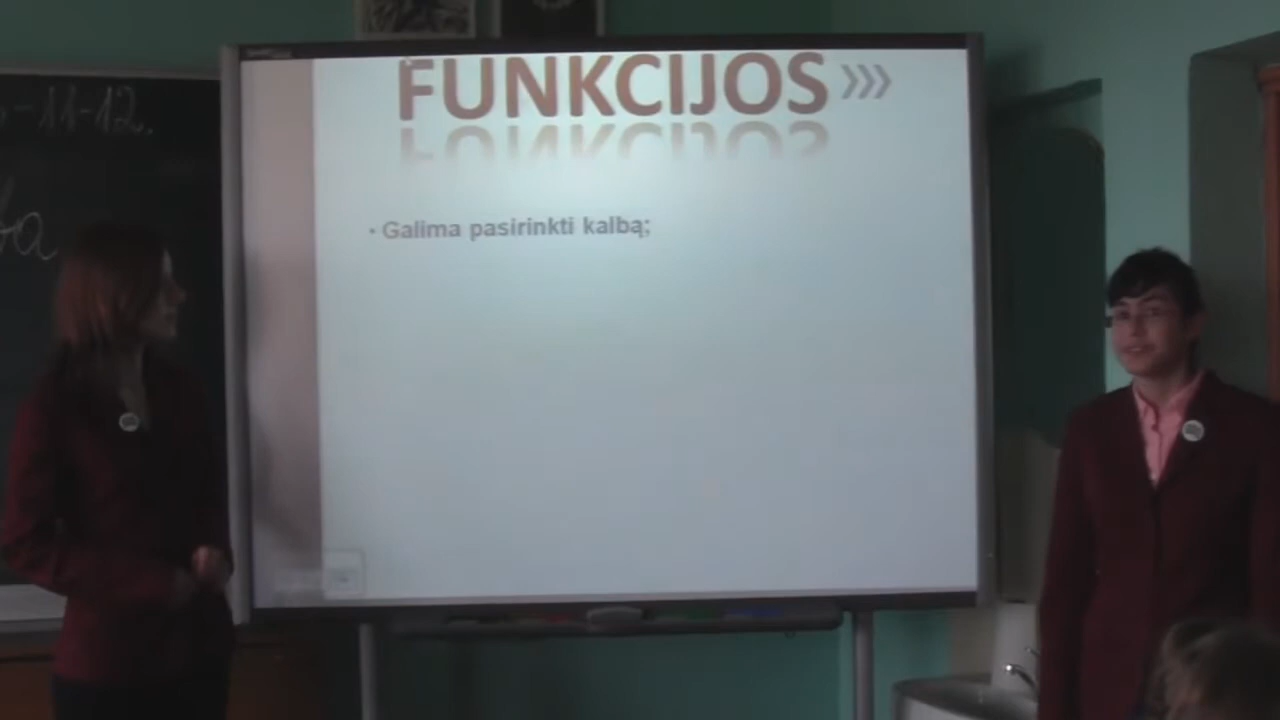 FUNKCIJOS »›
• Galima pasirinkti kalbą;
-11-12.